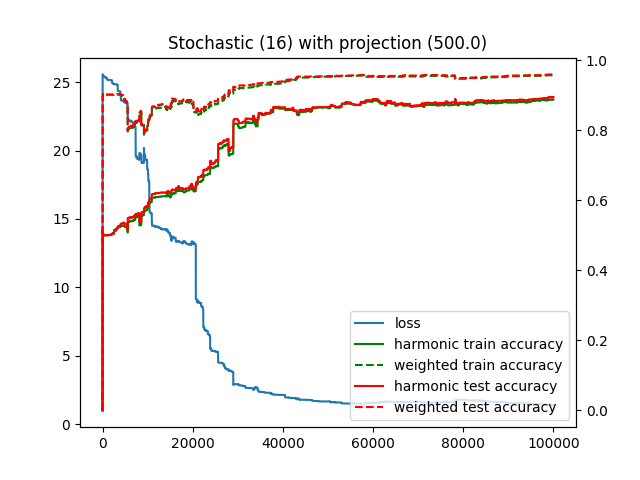 Stochastic (16) with projection (500.0)
25
20
15
10
5
0
1.0
0.8
0.6
0.4
0.2
0.0
loss
harmonic train accuracy
weighted train accuracy
harmonic test accuracy
weighted test accuracy
0 20000 40000 60000 80000 100000